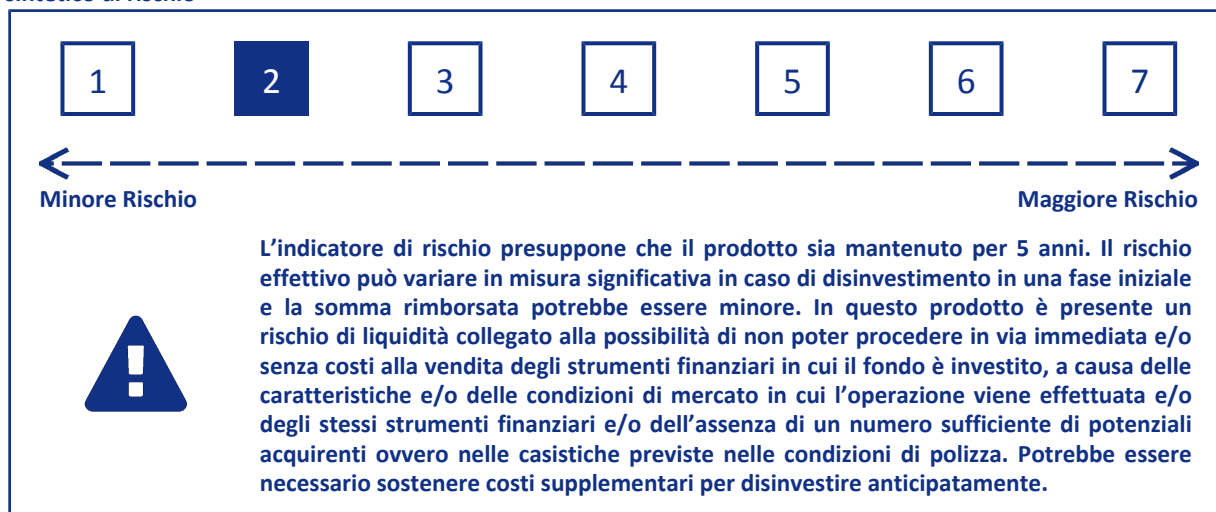 sintetico di rischio
1 2 3 4 5 6 7
Minore Rischio Maggiore Rischio
L’indicatore di rischio presuppone che il prodotto sia mantenuto per 5 anni. Il rischio
effettivo può variare in misura significativa in caso di disinvestimento in una fase iniziale
e la somma rimborsata potrebbe essere minore. In questo prodotto è presente un
rischio di liquidità collegato alla possibilità di non poter procedere in via immediata e/o
senza costi alla vendita degli strumenti finanziari in cui il fondo è investito, a causa delle
caratteristiche e/o delle condizioni di mercato in cui l’operazione viene effettuata e/o
degli stessi strumenti finanziari e/o dell’assenza di un numero sufficiente di potenziali
acquirenti ovvero nelle casistiche previste nelle condizioni di polizza. Potrebbe essere
necessario sostenere costi supplementari per disinvestire anticipatamente.